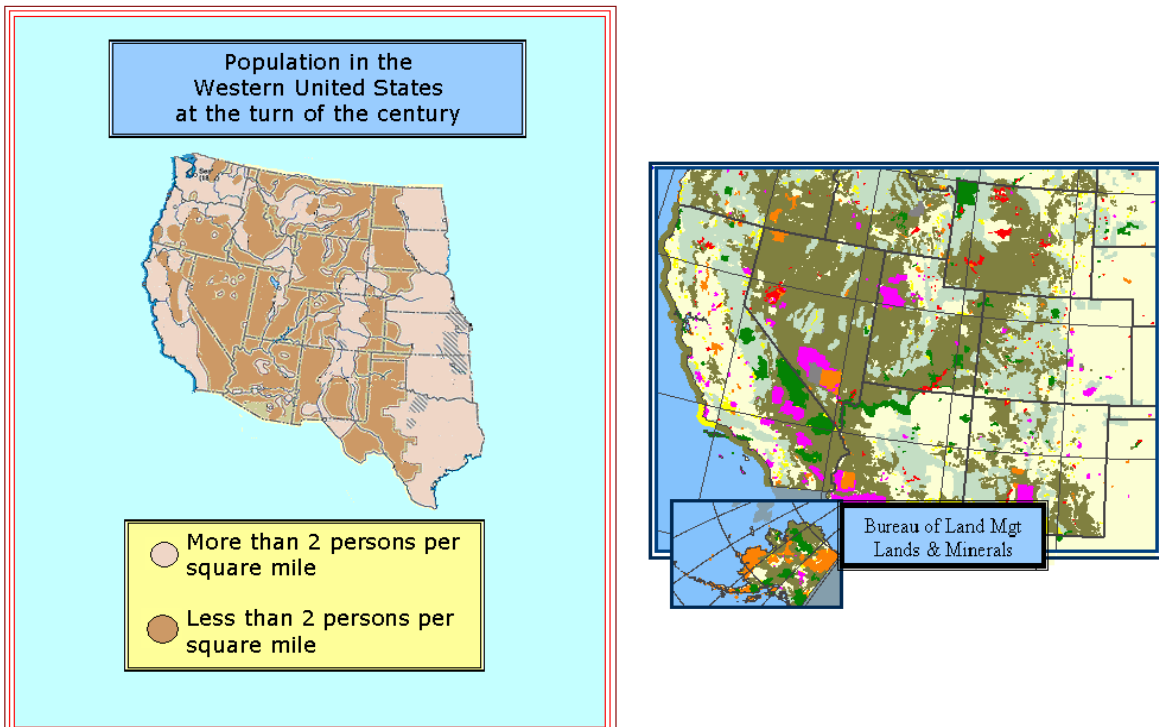 Population in the
Western United States
at the turn of the century
More than 2 persons per
square mile
Less than 2 persons per
square mile
Bureau of Land Mgt
Lands & Minerals